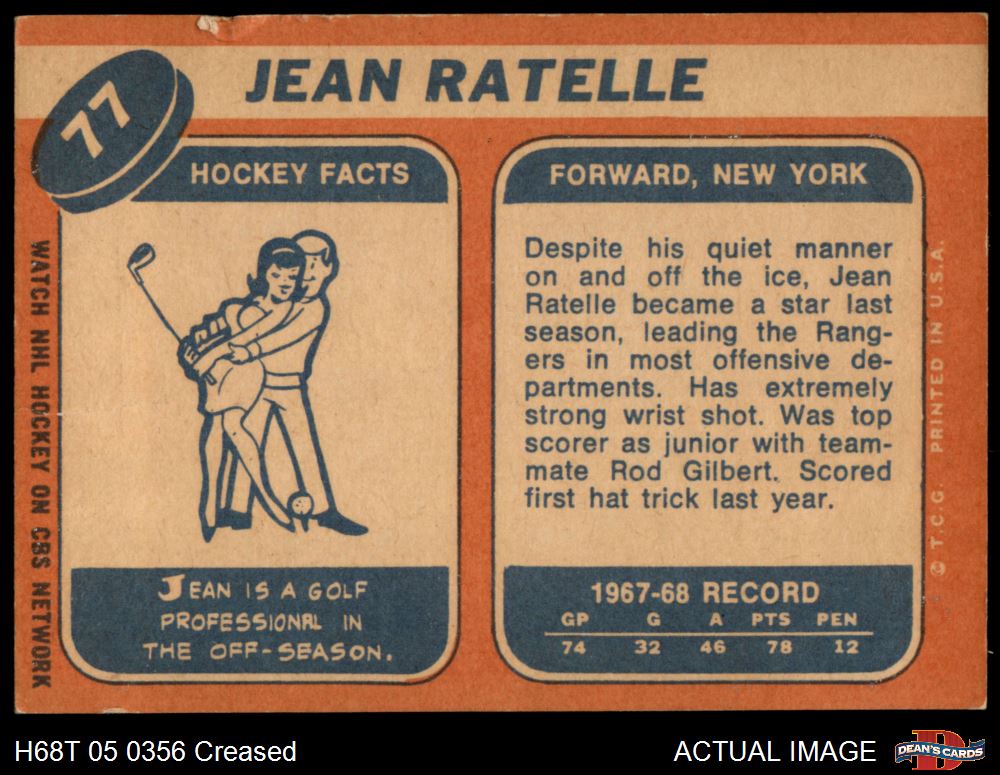 77
JEAN RATELLE
HOCKEY FACTS
JEAN IS A GOLF
PROFESSIONAL IN
THE OFF-SEASON.
WATCH NHL HOCKEY ON CBS NETWORK
FORWARD, NEW YORK
Despite his quiet manner
on and off the ice, Jean
Ratelle became a star last
season, leading the Rang-
ers in most offensive de-
partments. Has extremely
strong wrist shot. Was top
scorer as junior with team-
mate Rod Gilbert. Scored
first hat trick last year.
1967-68 RECORD
GP G A PTS PEN
74 32 46 78 12
© T.C.G. PRINTED IN U.S.A.
H68T 05 0356 Creased
ACTUAL IMAGE
D
DEAN'S CARDS